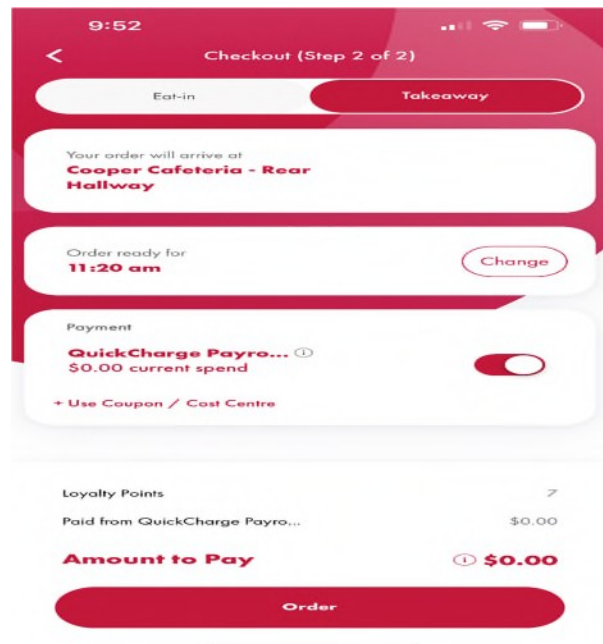 9:52
Checkout (Step 2 of 2)
Eat-in
Takeaway
Your order will arrive at
Cooper Cafeteria - Rear
Hallway
Order ready for
11:20 am
Change
Payment
QuickCharge Payro...
$0.00 current spend
+ Use Coupon / Cost Centre
Loyalty Points 7
Paid from QuickCharge Payro... $0.00
Amount to Pay $0.00
Order